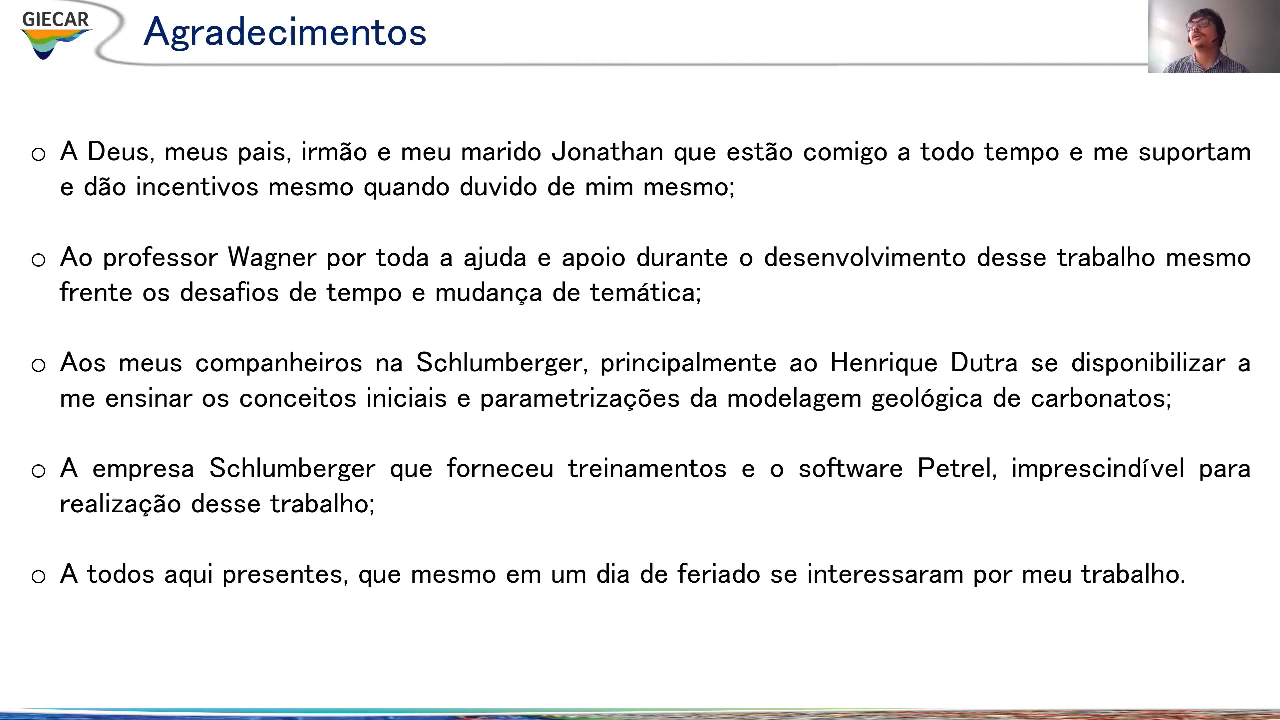 GIECAR
Agradecimentos
A Deus, meus pais, irmão e meu marido Jonathan que estão comigo a todo tempo e me suportam
e dão incentivos mesmo quando duvido de mim mesmo;
Ao professor Wagner por toda a ajuda e apoio durante o desenvolvimento desse trabalho mesmo
frente os desafios de tempo e mudança de temática;
Aos meus companheiros na Schlumberger, principalmente ao Henrique Dutra se disponibilizar a
me ensinar os conceitos iniciais e parametrizações da modelagem geológica de carbonatos;
A empresa Schlumberger que forneceu treinamentos e o software Petrel, imprescindível para
realização desse trabalho;
A todos aqui presentes, que mesmo em um dia de feriado se interessaram por meu trabalho.